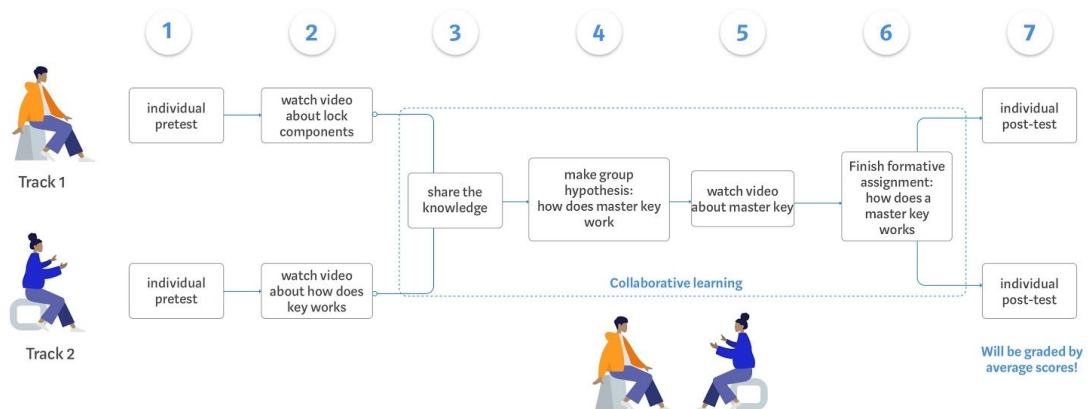 1
2
3
4
5
6
7
individual
pretest
watch video
about lock
components
individual
post-test
Track 1
share the
knowledge
make group
hypothesis:
how does master key
work
watch video
about master key
Finish formative
assignment:
how does a
master key
works
individual
pretest
watch video
about how does
key works
Collaborative learning
individual
post-test
Track 2
Will be graded by
average scores!